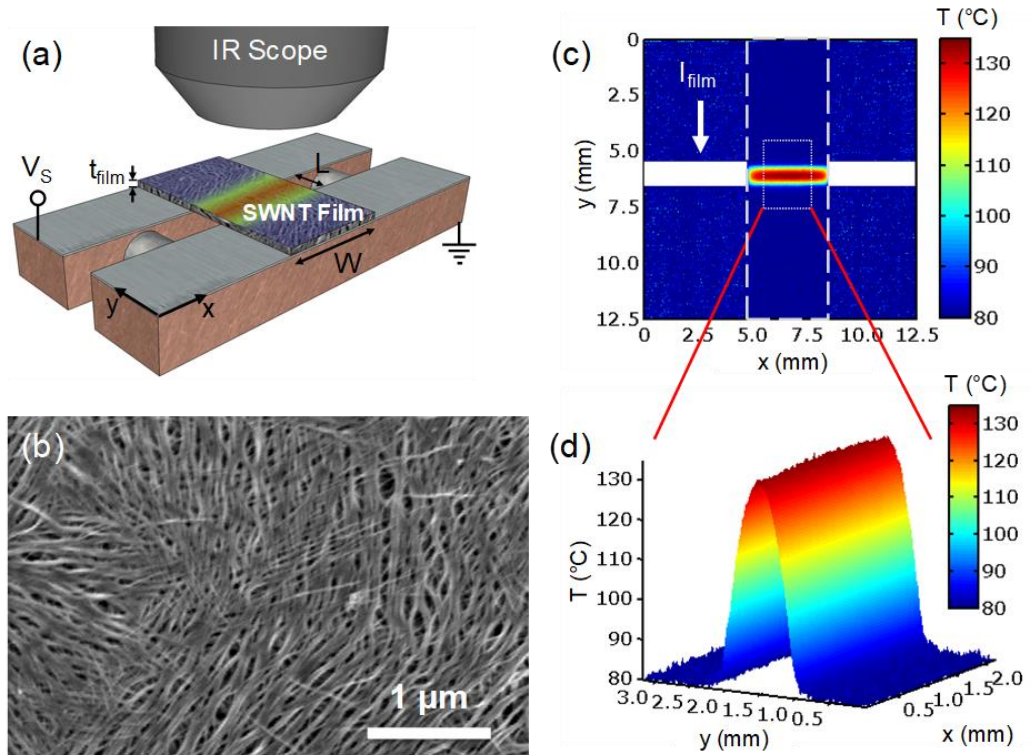 (a)
IR Scope
V_S
t_film
L
SWNT Film
W
y
x
(b)
1 µm
(c)
T (°C)
I_film
0
2.5
5.0
7.5
10.0
12.5
y (mm)
0 2.5 5.0 7.5 10.0 12.5
x (mm)
130
120
110
100
90
80
(d)
T (°C)
130
120
110
100
90
80
T (°C)
130
120
110
100
90
80
3.0 2.5 2.0 1.5 1.0 0.5
y (mm)
0.5 1.0 1.5 2.0
x (mm)